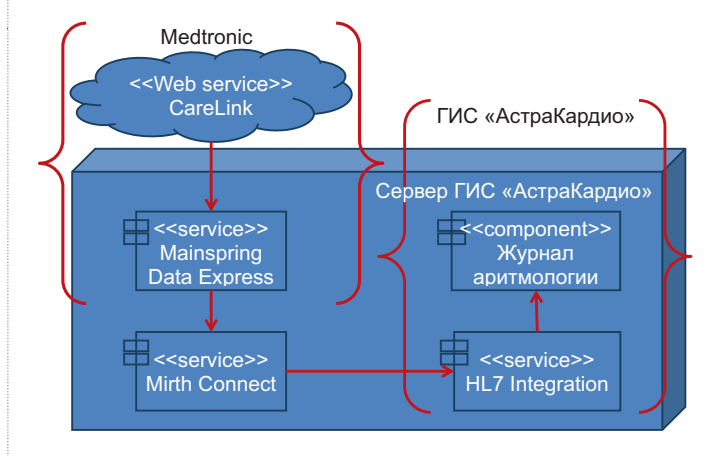 Medtronic
<<Web service>>
CareLink
ГИС «АстраКардио»
Сервер ГИС «АстраКардио»
<<service>>
Mainspring
Data Express
<<component>>
Журнал
аритмологии
<<service>>
Mirth Connect
<<service>>
HL7 Integration